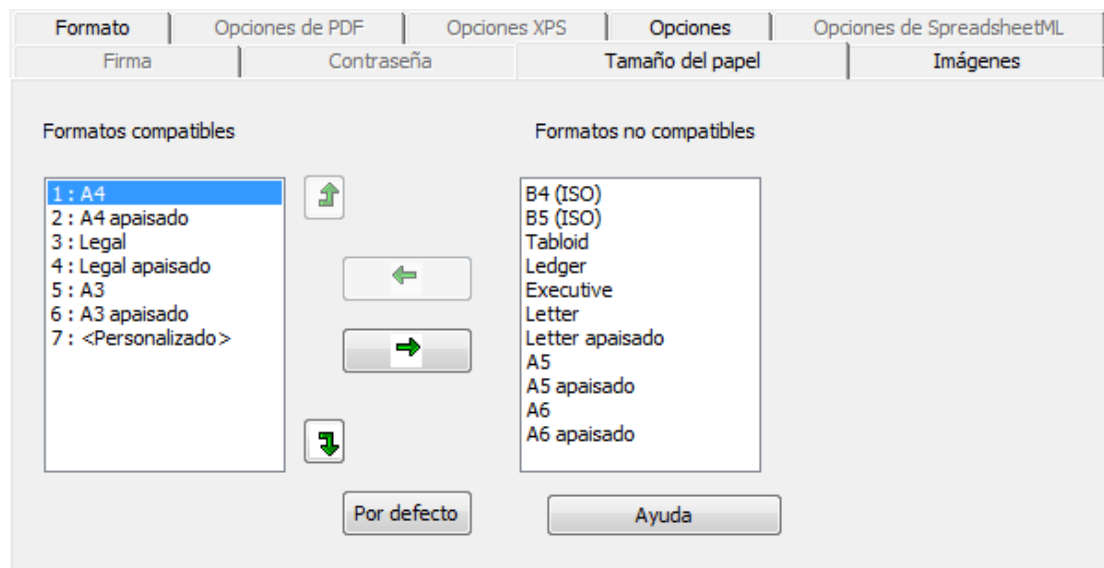 Formato
Opciones de PDF
Opciones XPS
Opciones
Opciones de SpreadsheetML
Firma
Contraseña
Tamaño del papel
Imágenes
Formatos compatibles
1 : A4
2 : A4 apaisado
3 : Legal
4 : Legal apaisado
5 : A3
6 : A3 apaisado
7 : <Personalizado>
Formatos no compatibles
B4 (ISO)
B5 (ISO)
Tabloid
Ledger
Executive
Letter
Letter apaisado
A5
A5 apaisado
A6
A6 apaisado
Por defecto
Ayuda